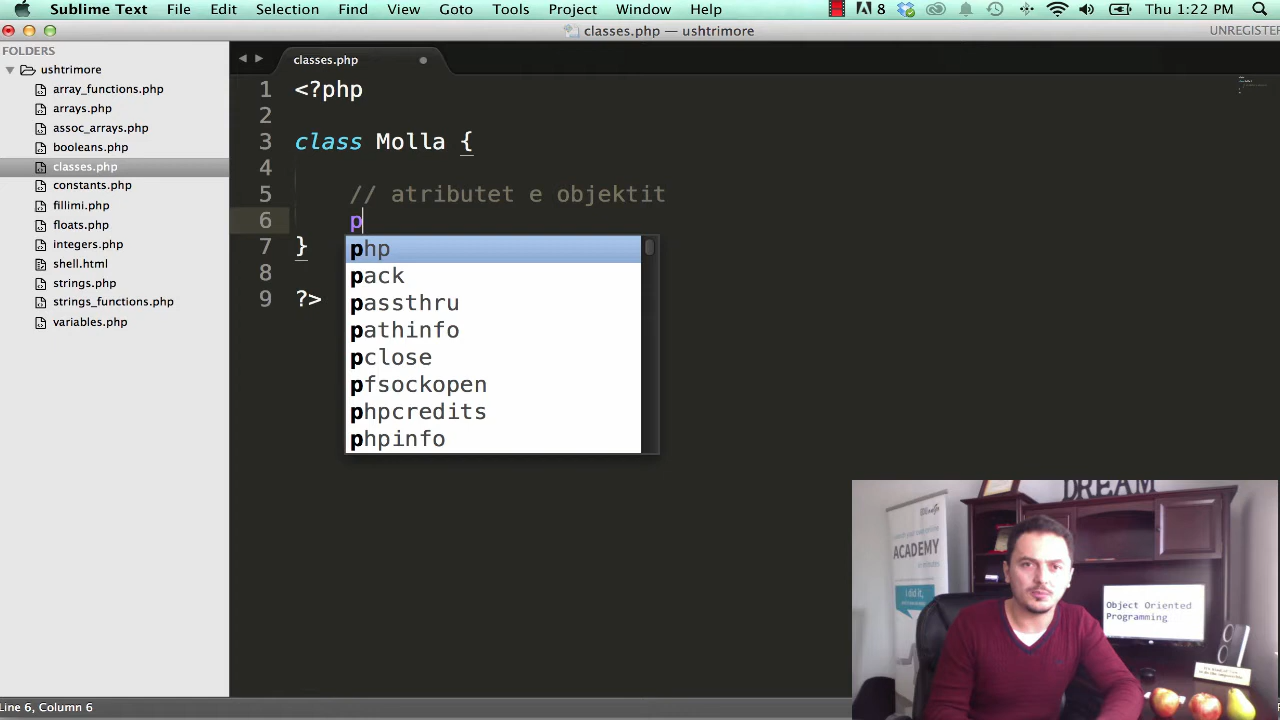 Sublime Text File Edit Selection Find View Goto Tools Project Window Help 8 Thu 1:22 PM
classes.php — ushtrimore UNREGISTER
FOLDERS
ushtrimore
array_functions.php
arrays.php
assoc_arrays.php
booleans.php
classes.php
constants.php
fillimi.php
floats.php
integers.php
shell.html
strings.php
strings_functions.php
variables.php
classes.php
1 <?php
2
3 class Molla {
4
5 // atributet e objektit
6 p
7 }
8
9 ?>
php
pack
passthru
pathinfo
pclose
pfsockopen
phpcredits
phpinfo
DREAM
ACADEMY
I did it,
Object Oriented
Programming
Line 6, Column 6